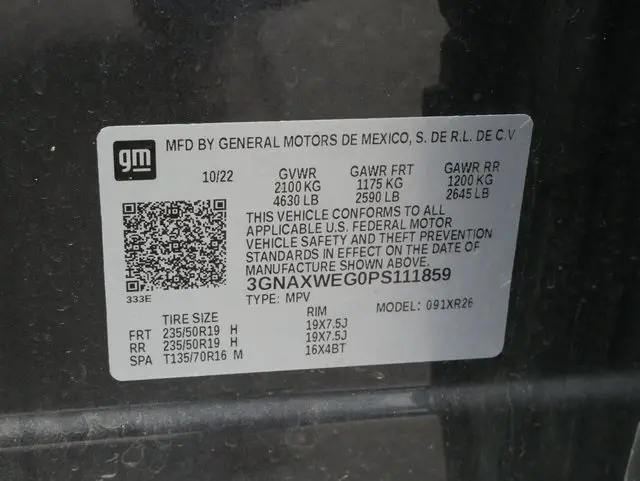 gm
MFD BY GENERAL MOTORS DE MEXICO, S. DE R.L. DE C.V
10/22 GVWR GAWR FRT GAWR RR
2100 KG 1175 KG 1200 KG
4630 LB 2590 LB 2645 LB
THIS VEHICLE CONFORMS TO ALL
APPLICABLE U.S. FEDERAL MOTOR
VEHICLE SAFETY AND THEFT PREVENTION
STANDARDS IN EFFECT ON THE DATE OF
MANUFACTURE SHOWN ABOVE.
333E
3GNAXWEG0PS111859
TYPE: MPV MODEL: 091XR26
TIRE SIZE RIM
FRT 235/50R19 H 19X7.5J
RR 235/50R19 H 19X7.5J
SPA T135/70R16 M 16X4BT